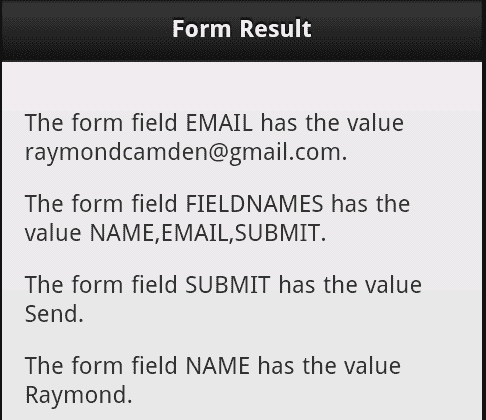 Form Result
The form field EMAIL has the value
raymondcamden@gmail.com.
The form field FIELDNAMES has the
value NAME,EMAIL,SUBMIT.
The form field SUBMIT has the value
Send.
The form field NAME has the value
Raymond.